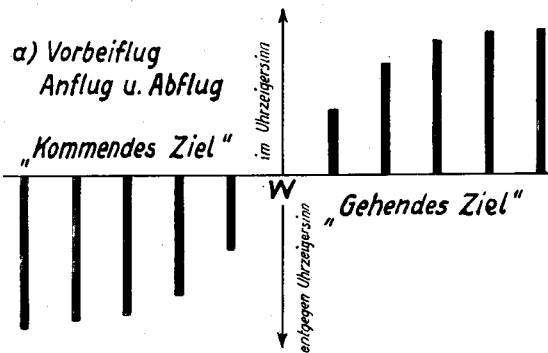 a) Vorbeiflug
Anflug u. Abflug
„Kommendes Ziel“
im Uhrzeigersinn
W
„Gehendes Ziel“
entgegen Uhrzeigersinn